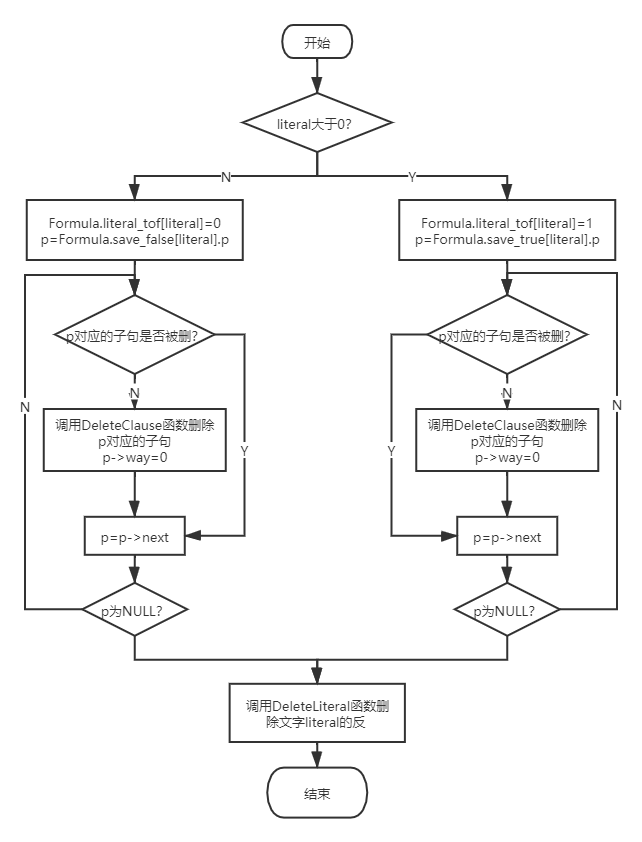 开始
literal大于0?
N
Y
Formula.literal_tof[literal]=0
p=Formula.save_false[literal].p
Formula.literal_tof[literal]=1
p=Formula.save_true[literal].p
p对应的子句是否被删?
p对应的子句是否被删?
N
N
N
N
调用DeleteClause函数删除
p对应的子句
p->way=0
调用DeleteClause函数删除
p对应的子句
p->way=0
Y
Y
p=p->next
p=p->next
p为NULL?
p为NULL?
调用DeleteLiteral函数删
除文字literal的反
结束